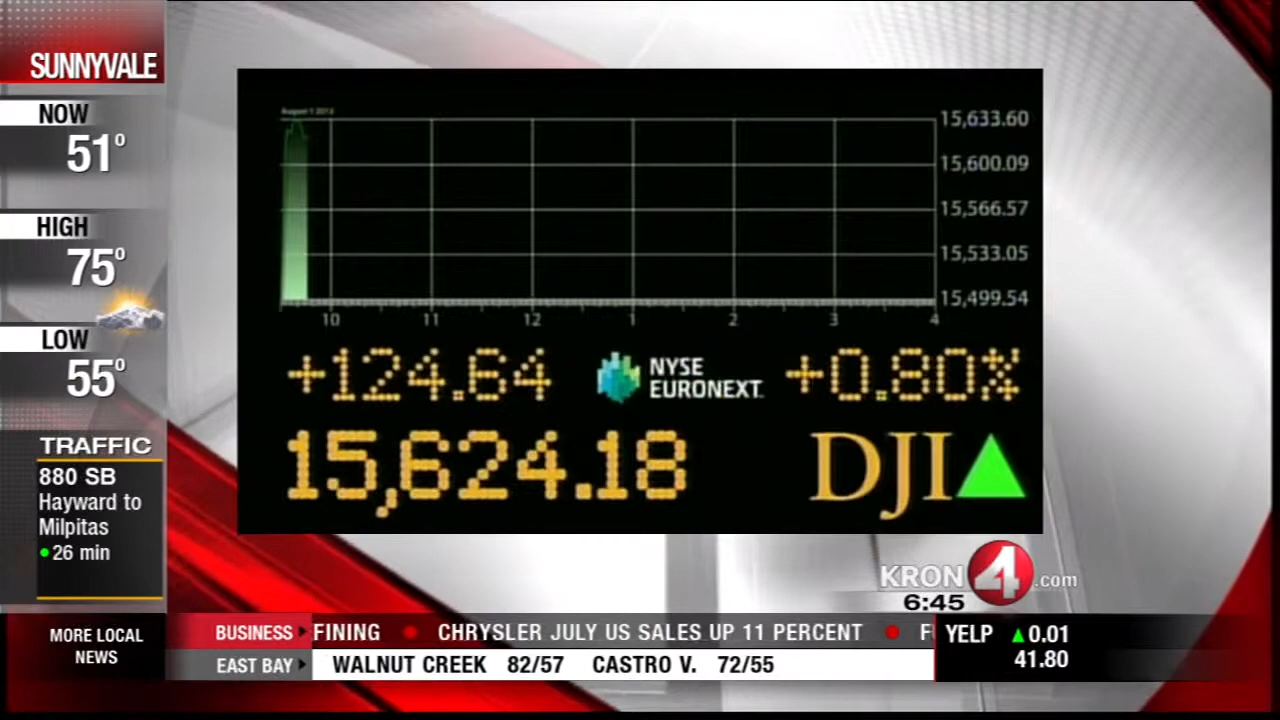 SUNNYVALE
NOW
51°
HIGH
75°
LOW
55°
TRAFFIC
880 SB
Hayward to
Milpitas
26 min
MORE LOCAL
NEWS
August 1 2013
15,633.60
15,600.09
15,566.57
15,533.05
15,499.54
10 11 12 1 2 3 4
+124.64 NYSE EURONEXT +0.80%
15,624.18 DJI
KRON 4 .com
6:45
BUSINESS FINING CHRYSLER JULY US SALES UP 11 PERCENT F
EAST BAY WALNUT CREEK 82/57 CASTRO V. 72/55
YELP 0.01
41.80